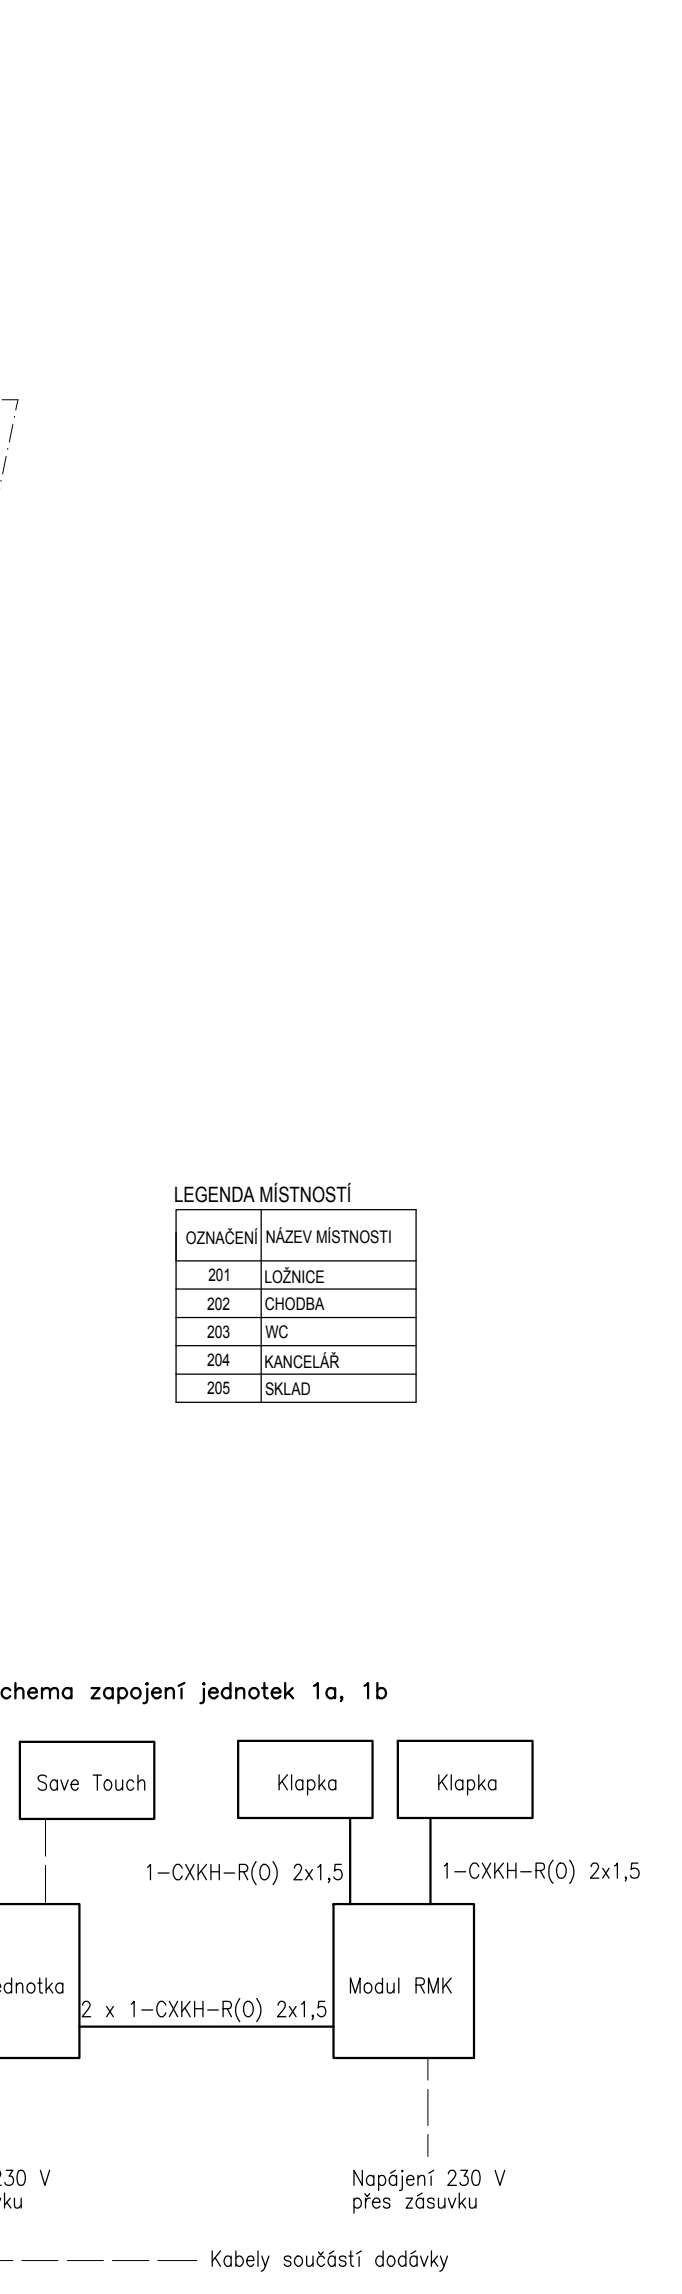 LEGENDA MÍSTNOSTÍ
OZNAČENÍ NÁZEV MÍSTNOSTI
201 LOŽNICE
202 CHODBA
203 WC
204 KANCELÁŘ
205 SKLAD
chema zapojení jednotek 1a, 1b
Save Touch
Klapka
Klapka
1-CXKH-R(O) 2x1,5
1-CXKH-R(O) 2x1,5
ednotka
2 x 1-CXKH-R(O) 2x1,5
Modul RMK
230 V
vku
Napájení 230 V
přes zásuvku
Kabely součástí dodávky